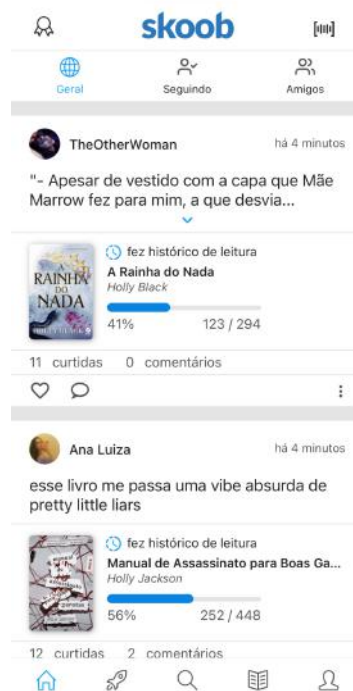 skoob
Geral
Seguindo
Amigos
TheOtherWoman
há 4 minutos
"- Apesar de vestido com a capa que Mãe
Marrow fez para mim, a que desvia...
A
RAINHA
DO
NADA
HOLLY BLACK
fez histórico de leitura
A Rainha do Nada
Holly Black
41%
123 / 294
11 curtidas 0 comentários
Ana Luiza
há 4 minutos
esse livro me passa uma vibe absurda de
pretty little liars
fez histórico de leitura
Manual de Assassinato para Boas Ga...
Holly Jackson
56%
252 / 448
12 curtidas 2 comentários